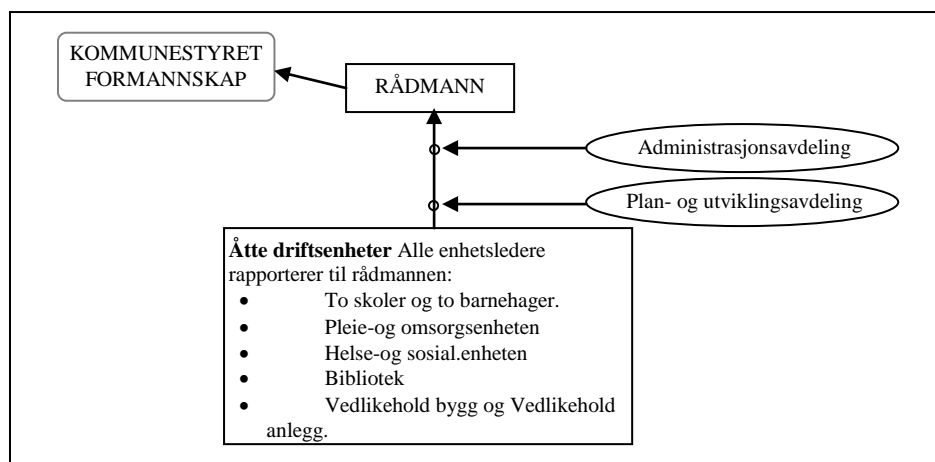 KOMMUNESTYRET
FORMANNSKAP
RÅDMANN
Administrasjonsavdeling
Plan- og utviklingsavdeling
Åtte driftsenheter Alle enhetsledere
rapporterer til rådmannen:
• To skoler og to barnehager.
• Pleie-og omsorgsenheten
• Helse-og sosial.enheten
• Bibliotek
• Vedlikehold bygg og Vedlikehold
anlegg.